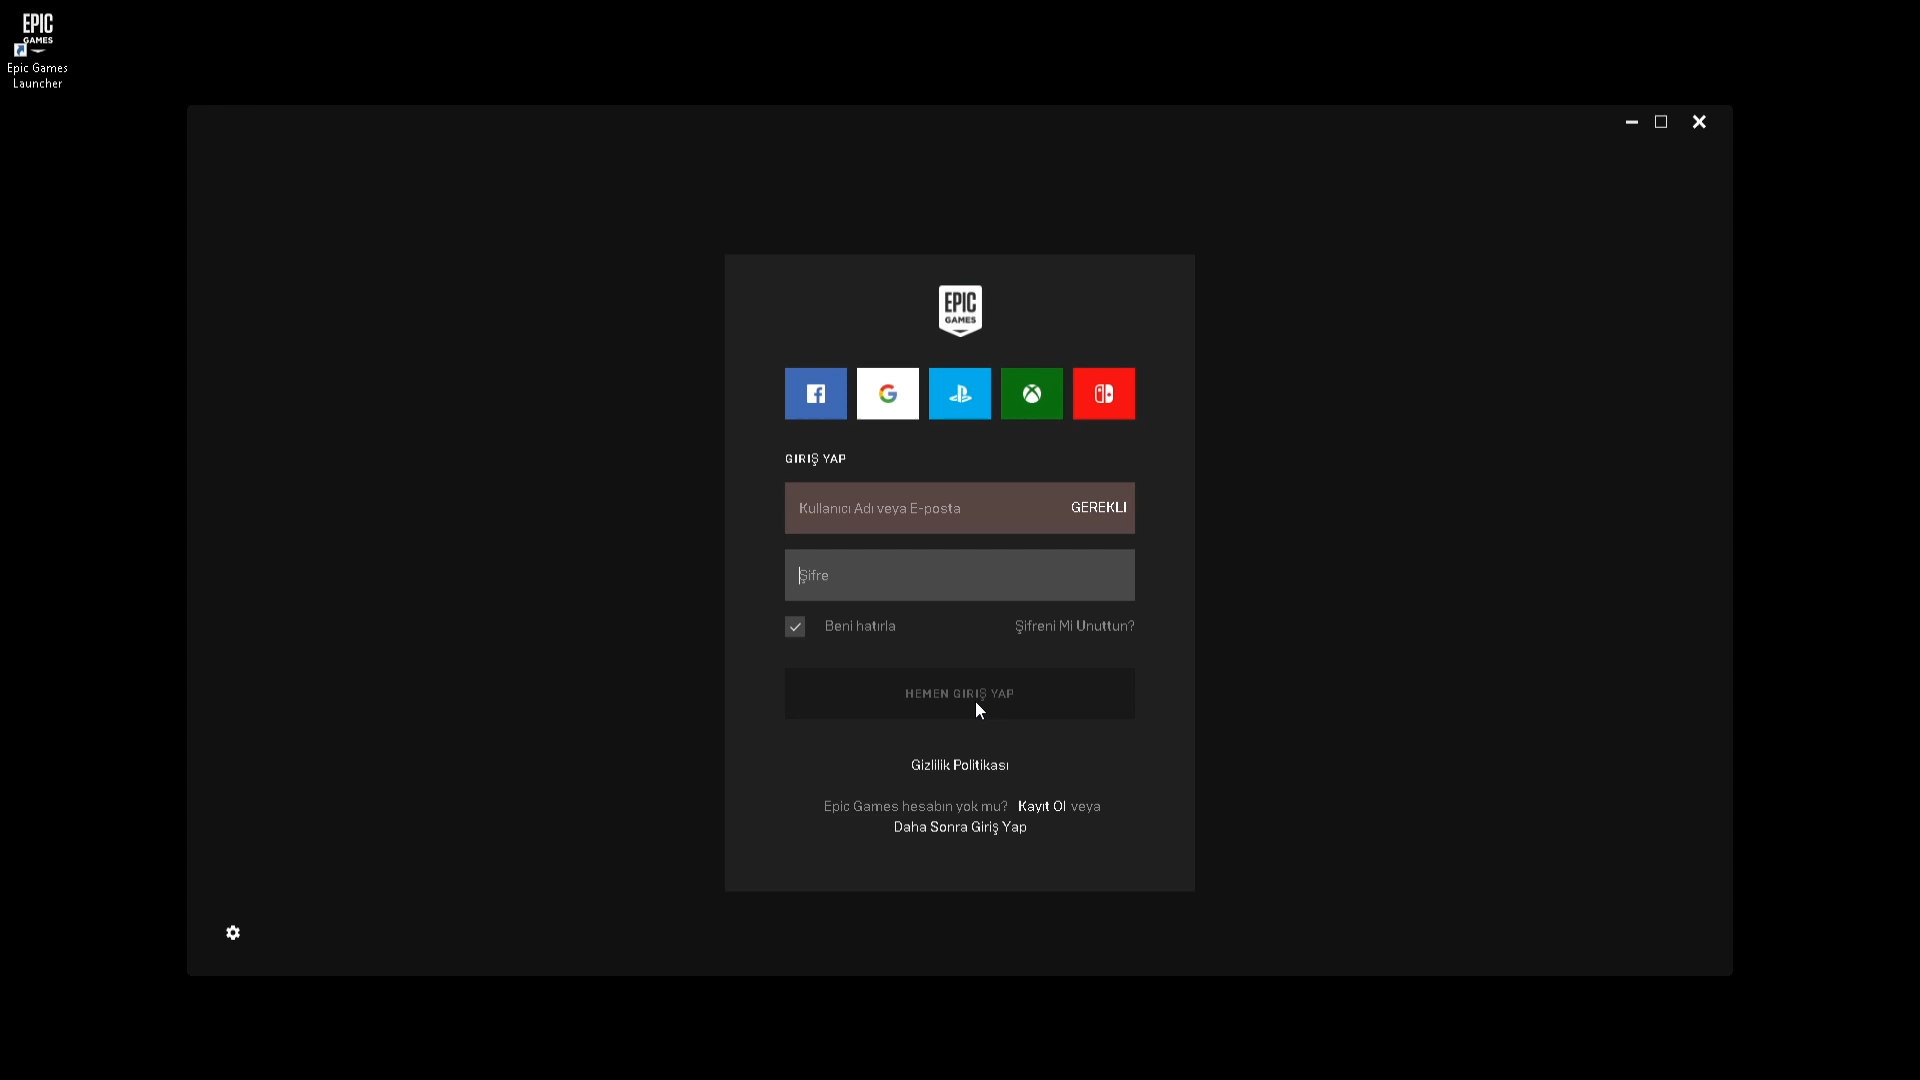 EPIC
GAMES
Epic Games
Launcher
EPIC
GAMES
GIRIŞ YAP
Kullanıcı Adı veya E-posta
GEREKLI
Şifre
Beni hatırla
Şifreni Mi Unuttun?
HEMEN GIRIŞ YAP
Gizlilik Politikası
Epic Games hesabın yok mu? Kayıt Ol veya
Daha Sonra Giriş Yap